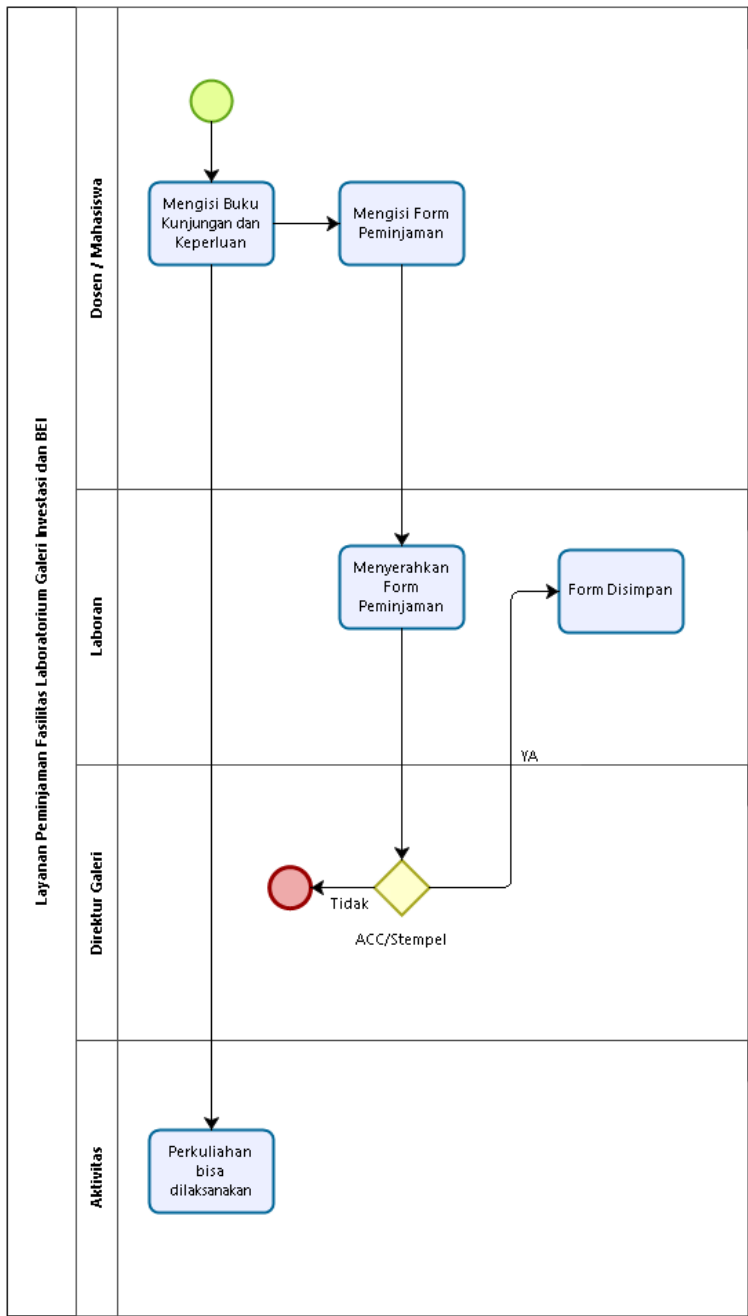 Layanan Peminjaman Fasilitas Laboratorium Galeri Investasi dan BEI
Dosen / Mahasiswa
Mengisi Buku
Kunjungan dan
Keperluan
Mengisi Form
Peminjaman
Laboran
Menyerahkan
Form
Peminjaman
Form Disimpan
YA
Direktur Galeri
Tidak
ACC/Stempel
Aktivitas
Perkuliahan
bisa
dilaksanakan